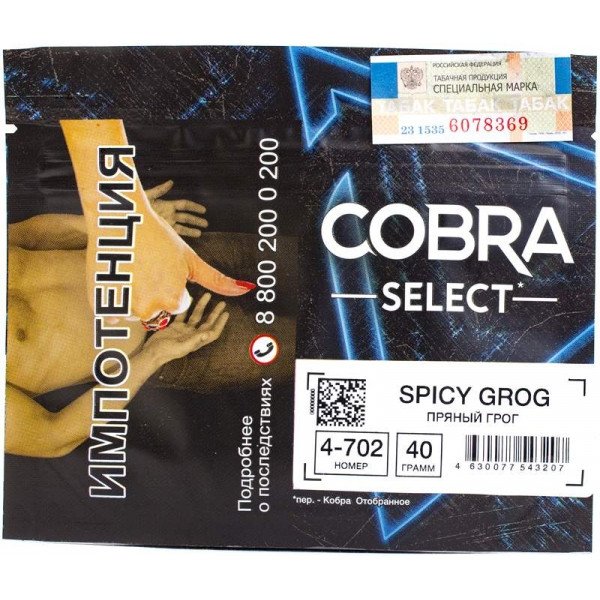 РОССИЙСКАЯ ФЕДЕРАЦИЯ
ТАБАЧНАЯ ПРОДУКЦИЯ
СПЕЦИАЛЬНАЯ МАРКА
ТАБАК ТАБАК ТАБАК
23 1535 6078369
ИМПОТЕНЦИЯ
Подробнее
о последствиях 8 800 200 0 200
COBRA
SELECT*
SPICY GROG
ПРЯНЫЙ ГРОГ
4-702
НОМЕР
40
ГРАММ
4 630077 543207
*пер. - Кобра Отобранное